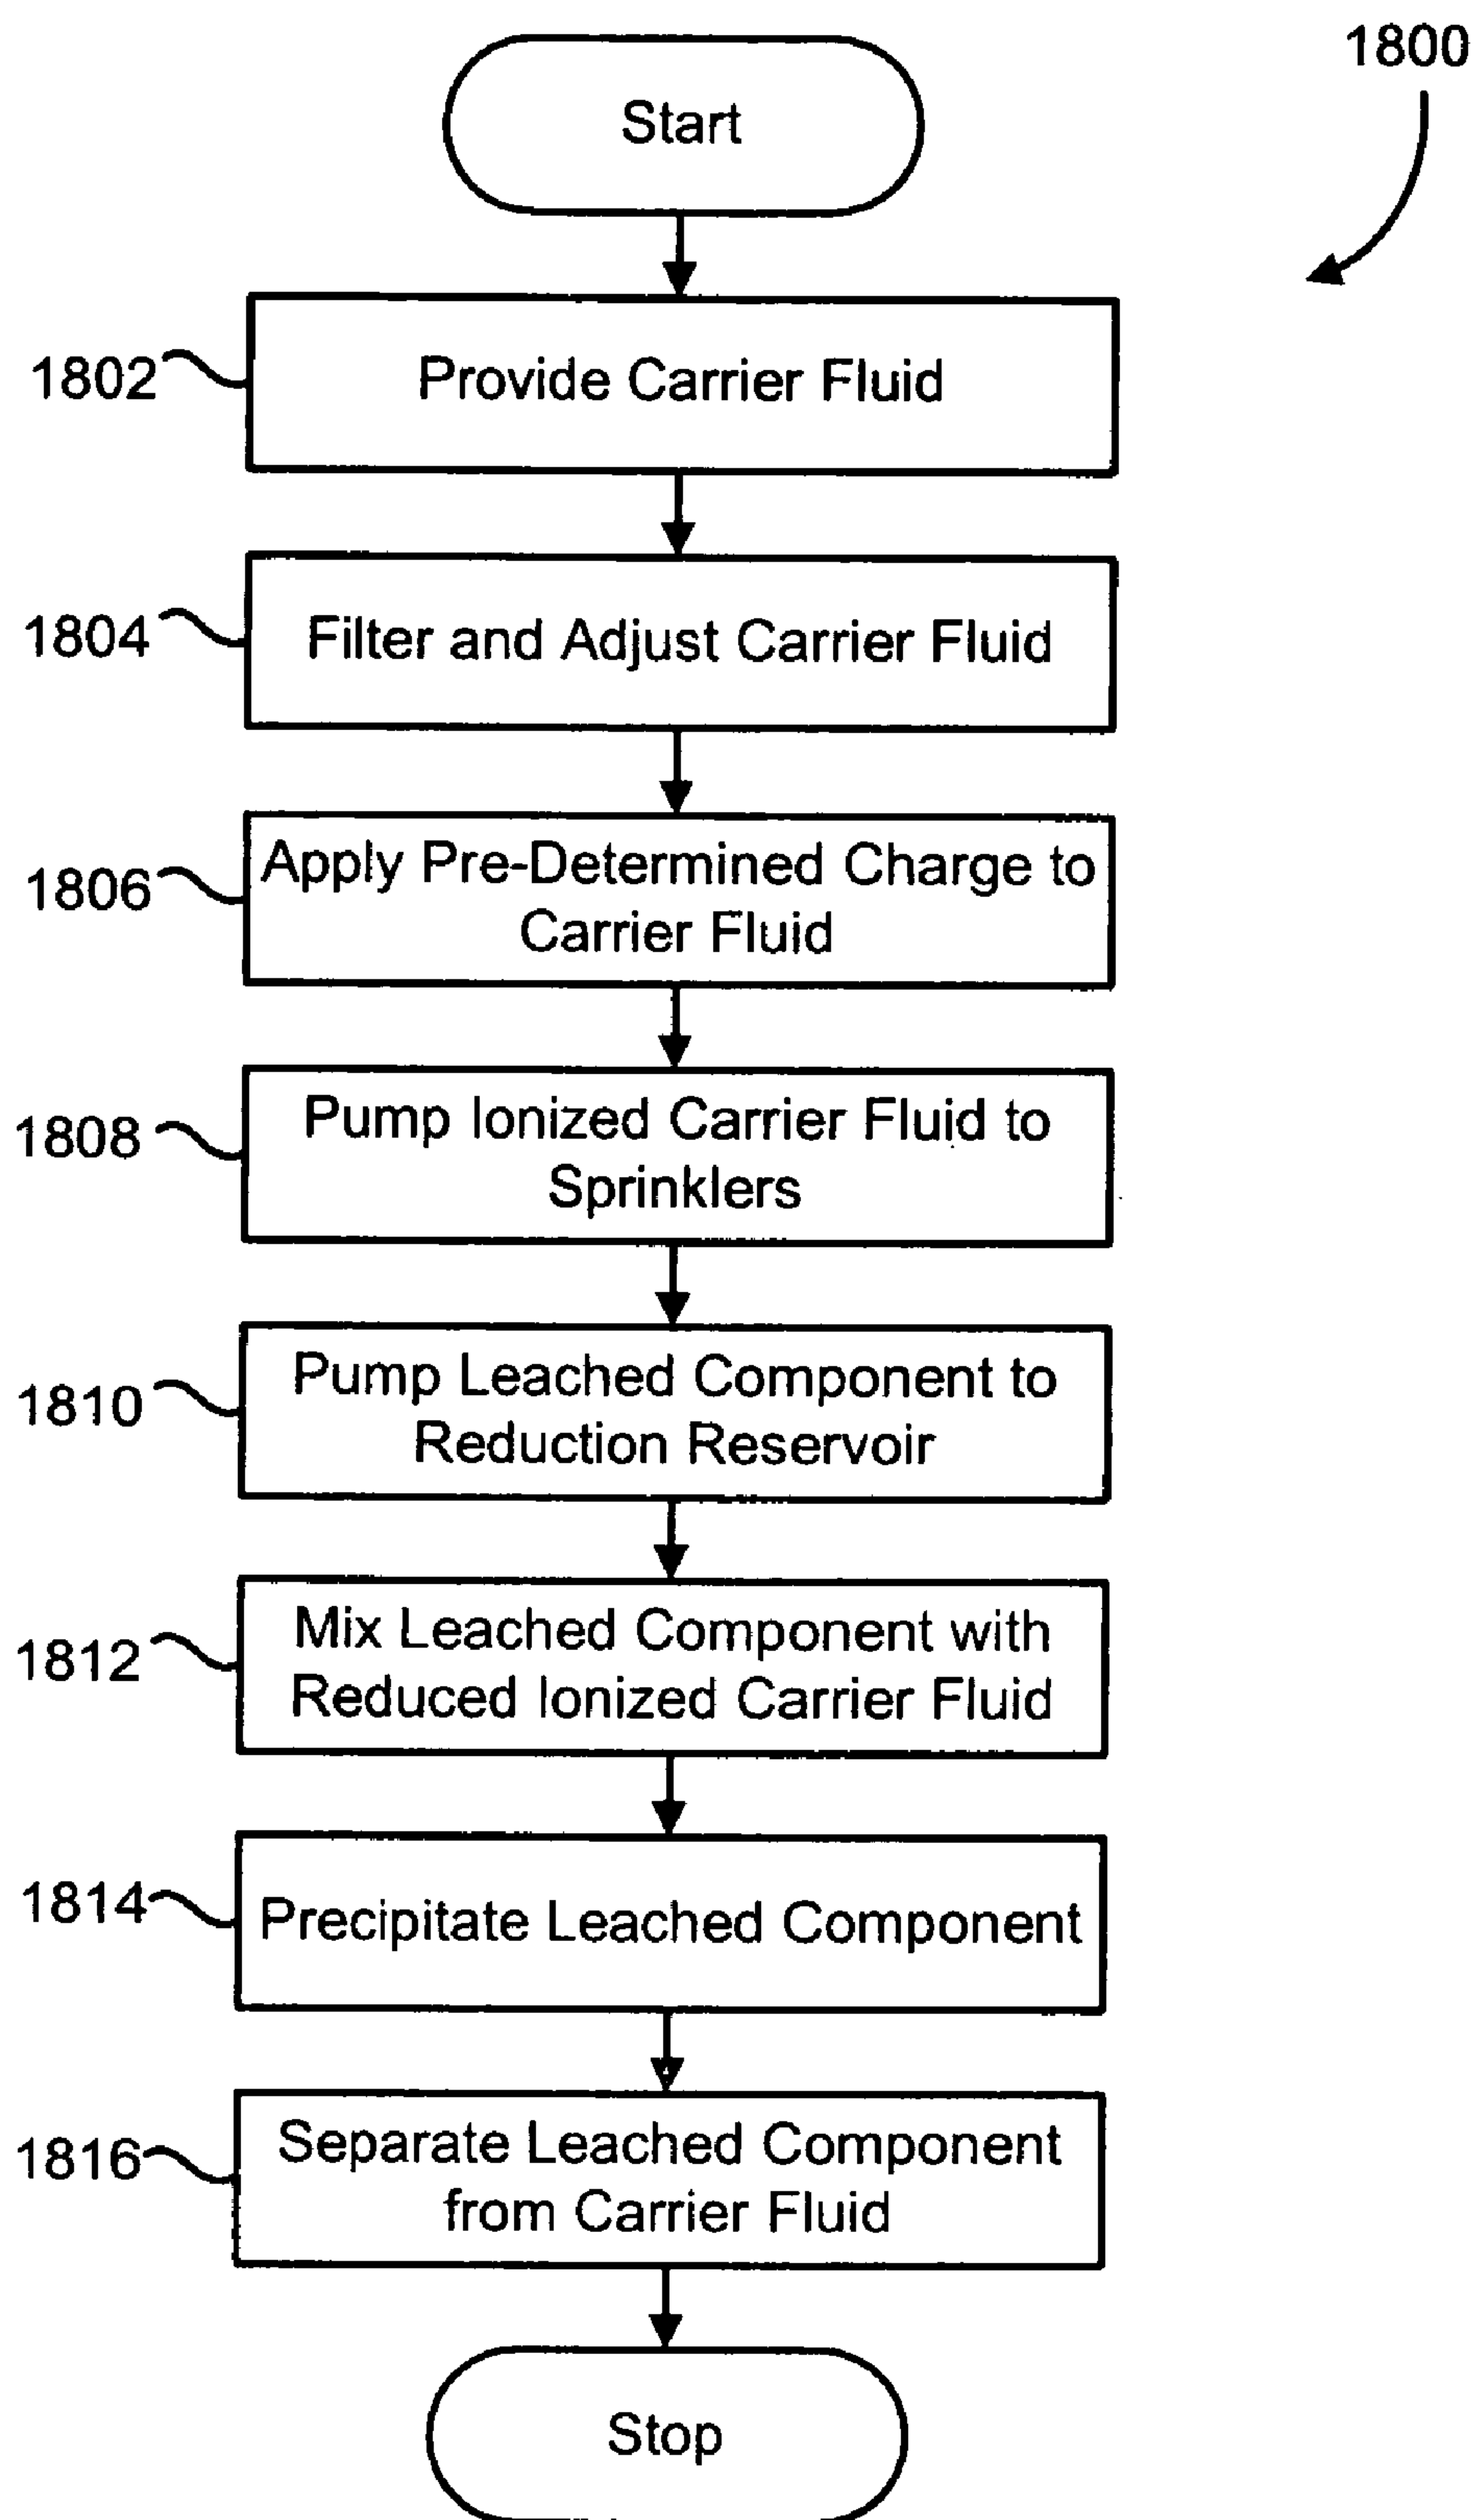 1800
Start
1802
Provide Carrier Fluid
1804
Filter and Adjust Carrier Fluid
1806
Apply Pre-Determined Charge to
Carrier Fluid
1808
Pump Ionized Carrier Fluid to
Sprinklers
1810
Pump Leached Component to
Reduction Reservoir
1812
Mix Leached Component with
Reduced Ionized Carrier Fluid
1814
Precipitate Leached Component
1816
Separate Leached Component
from Carrier Fluid
Stop